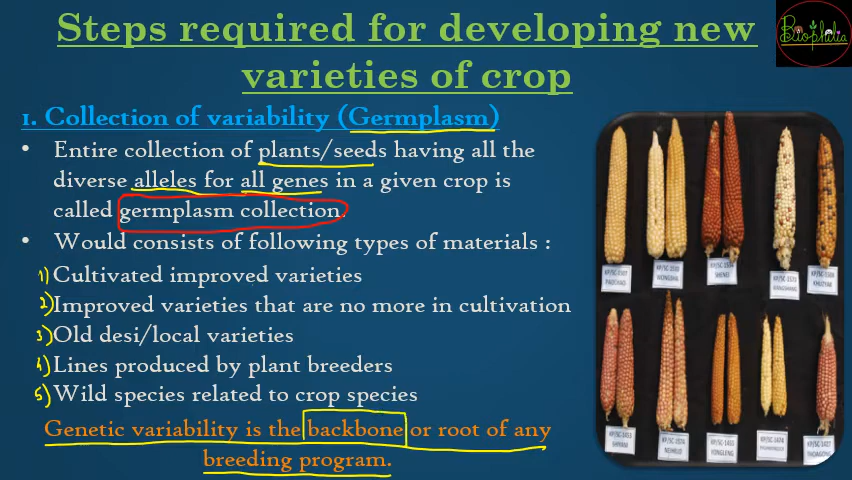 Steps required for developing new
varieties of crop
Biophilia
1. Collection of variability (Germplasm)
• Entire collection of plants/seeds having all the
diverse alleles for all genes in a given crop is
called germplasm collection.
• Would consists of following types of materials :
1) Cultivated improved varieties
2) Improved varieties that are no more in cultivation
3) Old desi/local varieties
4) Lines produced by plant breeders
5) Wild species related to crop species
Genetic variability is the backbone or root of any
breeding program.